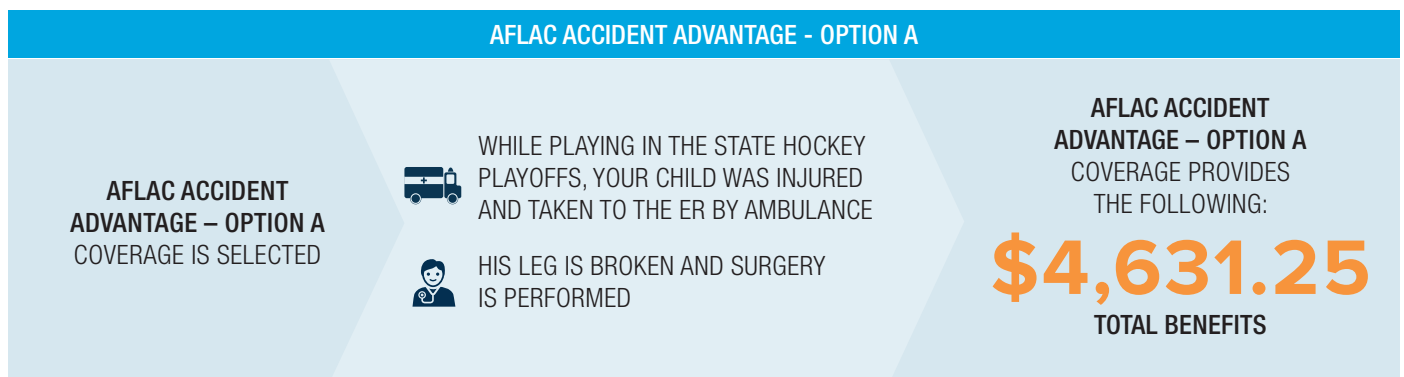 AFLAC ACCIDENT ADVANTAGE - OPTION A
AFLAC ACCIDENT
ADVANTAGE – OPTION A
COVERAGE IS SELECTED
WHILE PLAYING IN THE STATE HOCKEY
PLAYOFFS, YOUR CHILD WAS INJURED
AND TAKEN TO THE ER BY AMBULANCE
HIS LEG IS BROKEN AND SURGERY
IS PERFORMED
AFLAC ACCIDENT
ADVANTAGE – OPTION A
COVERAGE PROVIDES
THE FOLLOWING:
$4,631.25
TOTAL BENEFITS